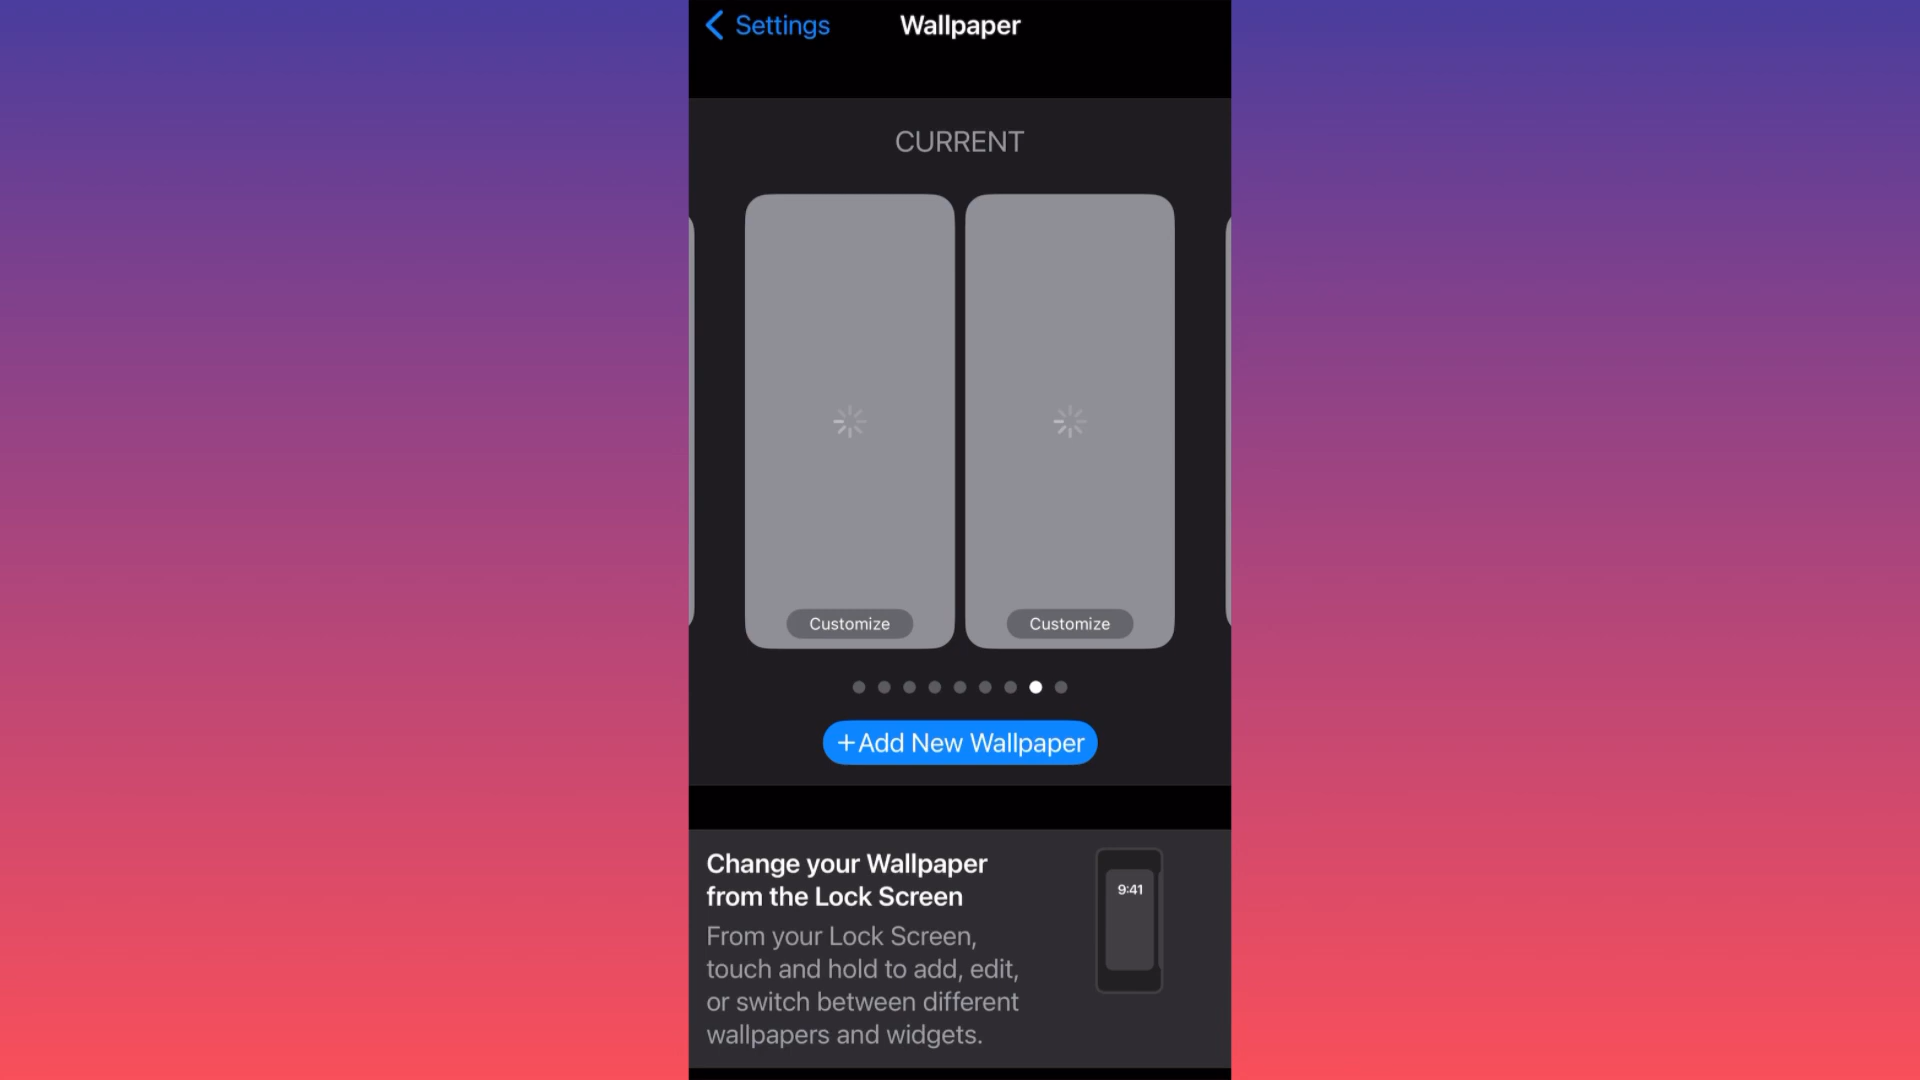 Settings
Wallpaper
CURRENT
Customize
Customize
+Add New Wallpaper
Change your Wallpaper
from the Lock Screen
9:41
From your Lock Screen,
touch and hold to add, edit,
or switch between different
wallpapers and widgets.